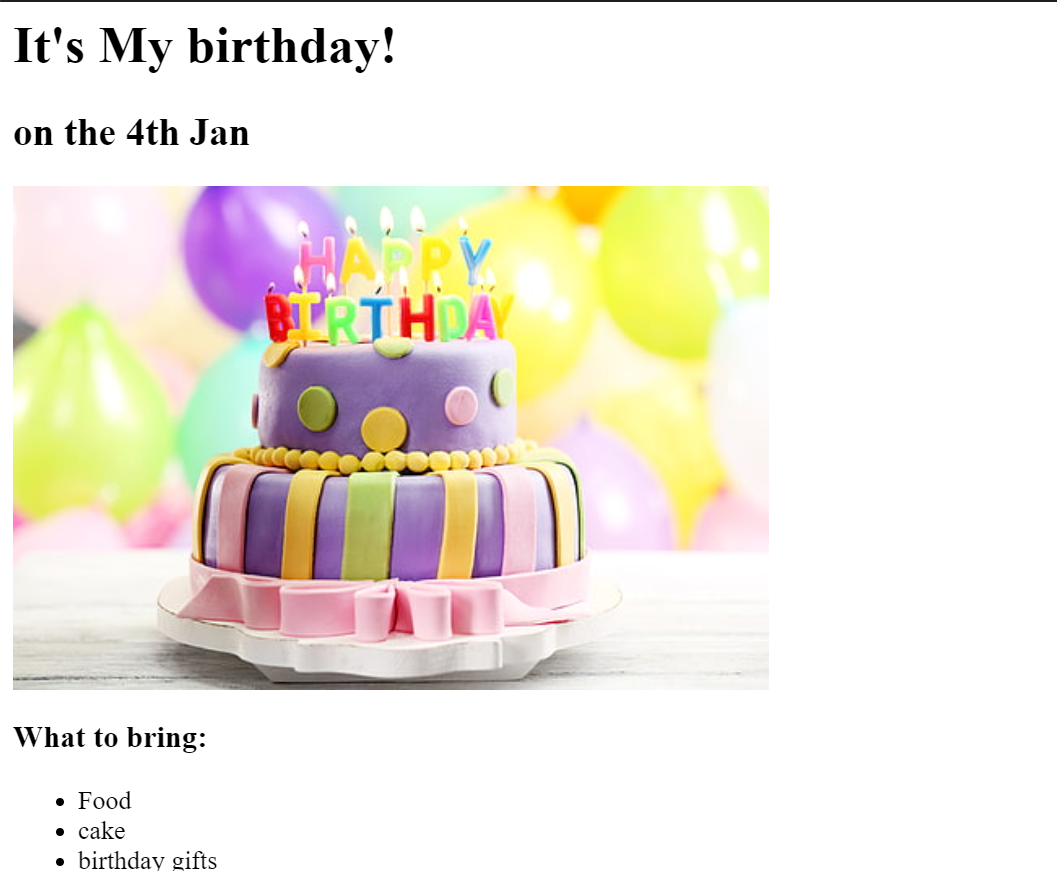 It's My birthday!
on the 4th Jan
HAPPY
BIRTHDAY
What to bring:
Food
cake
birthday gifts